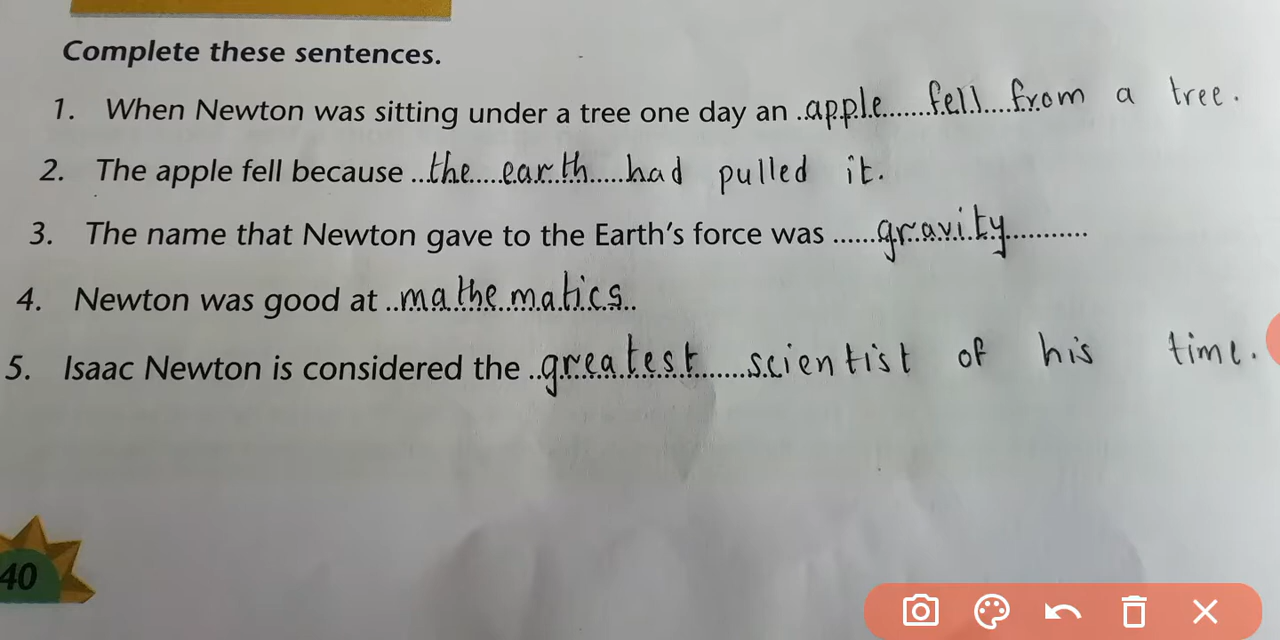 Complete these sentences.
1. When Newton was sitting under a tree one day an apple fell from a tree.
2. The apple fell because the earth had pulled it.
3. The name that Newton gave to the Earth's force was gravity
4. Newton was good at mathematics
5. Isaac Newton is considered the greatest scientist of his time.
40